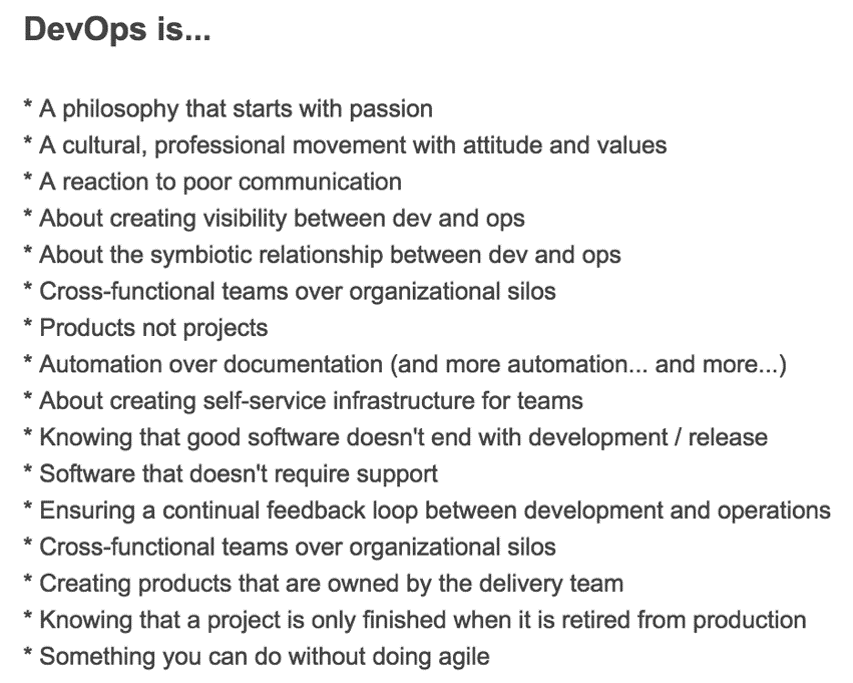 DevOps is...
* A philosophy that starts with passion
* A cultural, professional movement with attitude and values
* A reaction to poor communication
* About creating visibility between dev and ops
* About the symbiotic relationship between dev and ops
* Cross-functional teams over organizational silos
* Products not projects
* Automation over documentation (and more automation... and more...)
* About creating self-service infrastructure for teams
* Knowing that good software doesn't end with development / release
* Software that doesn't require support
* Ensuring a continual feedback loop between development and operations
* Cross-functional teams over organizational silos
* Creating products that are owned by the delivery team
* Knowing that a project is only finished when it is retired from production
* Something you can do without doing agile